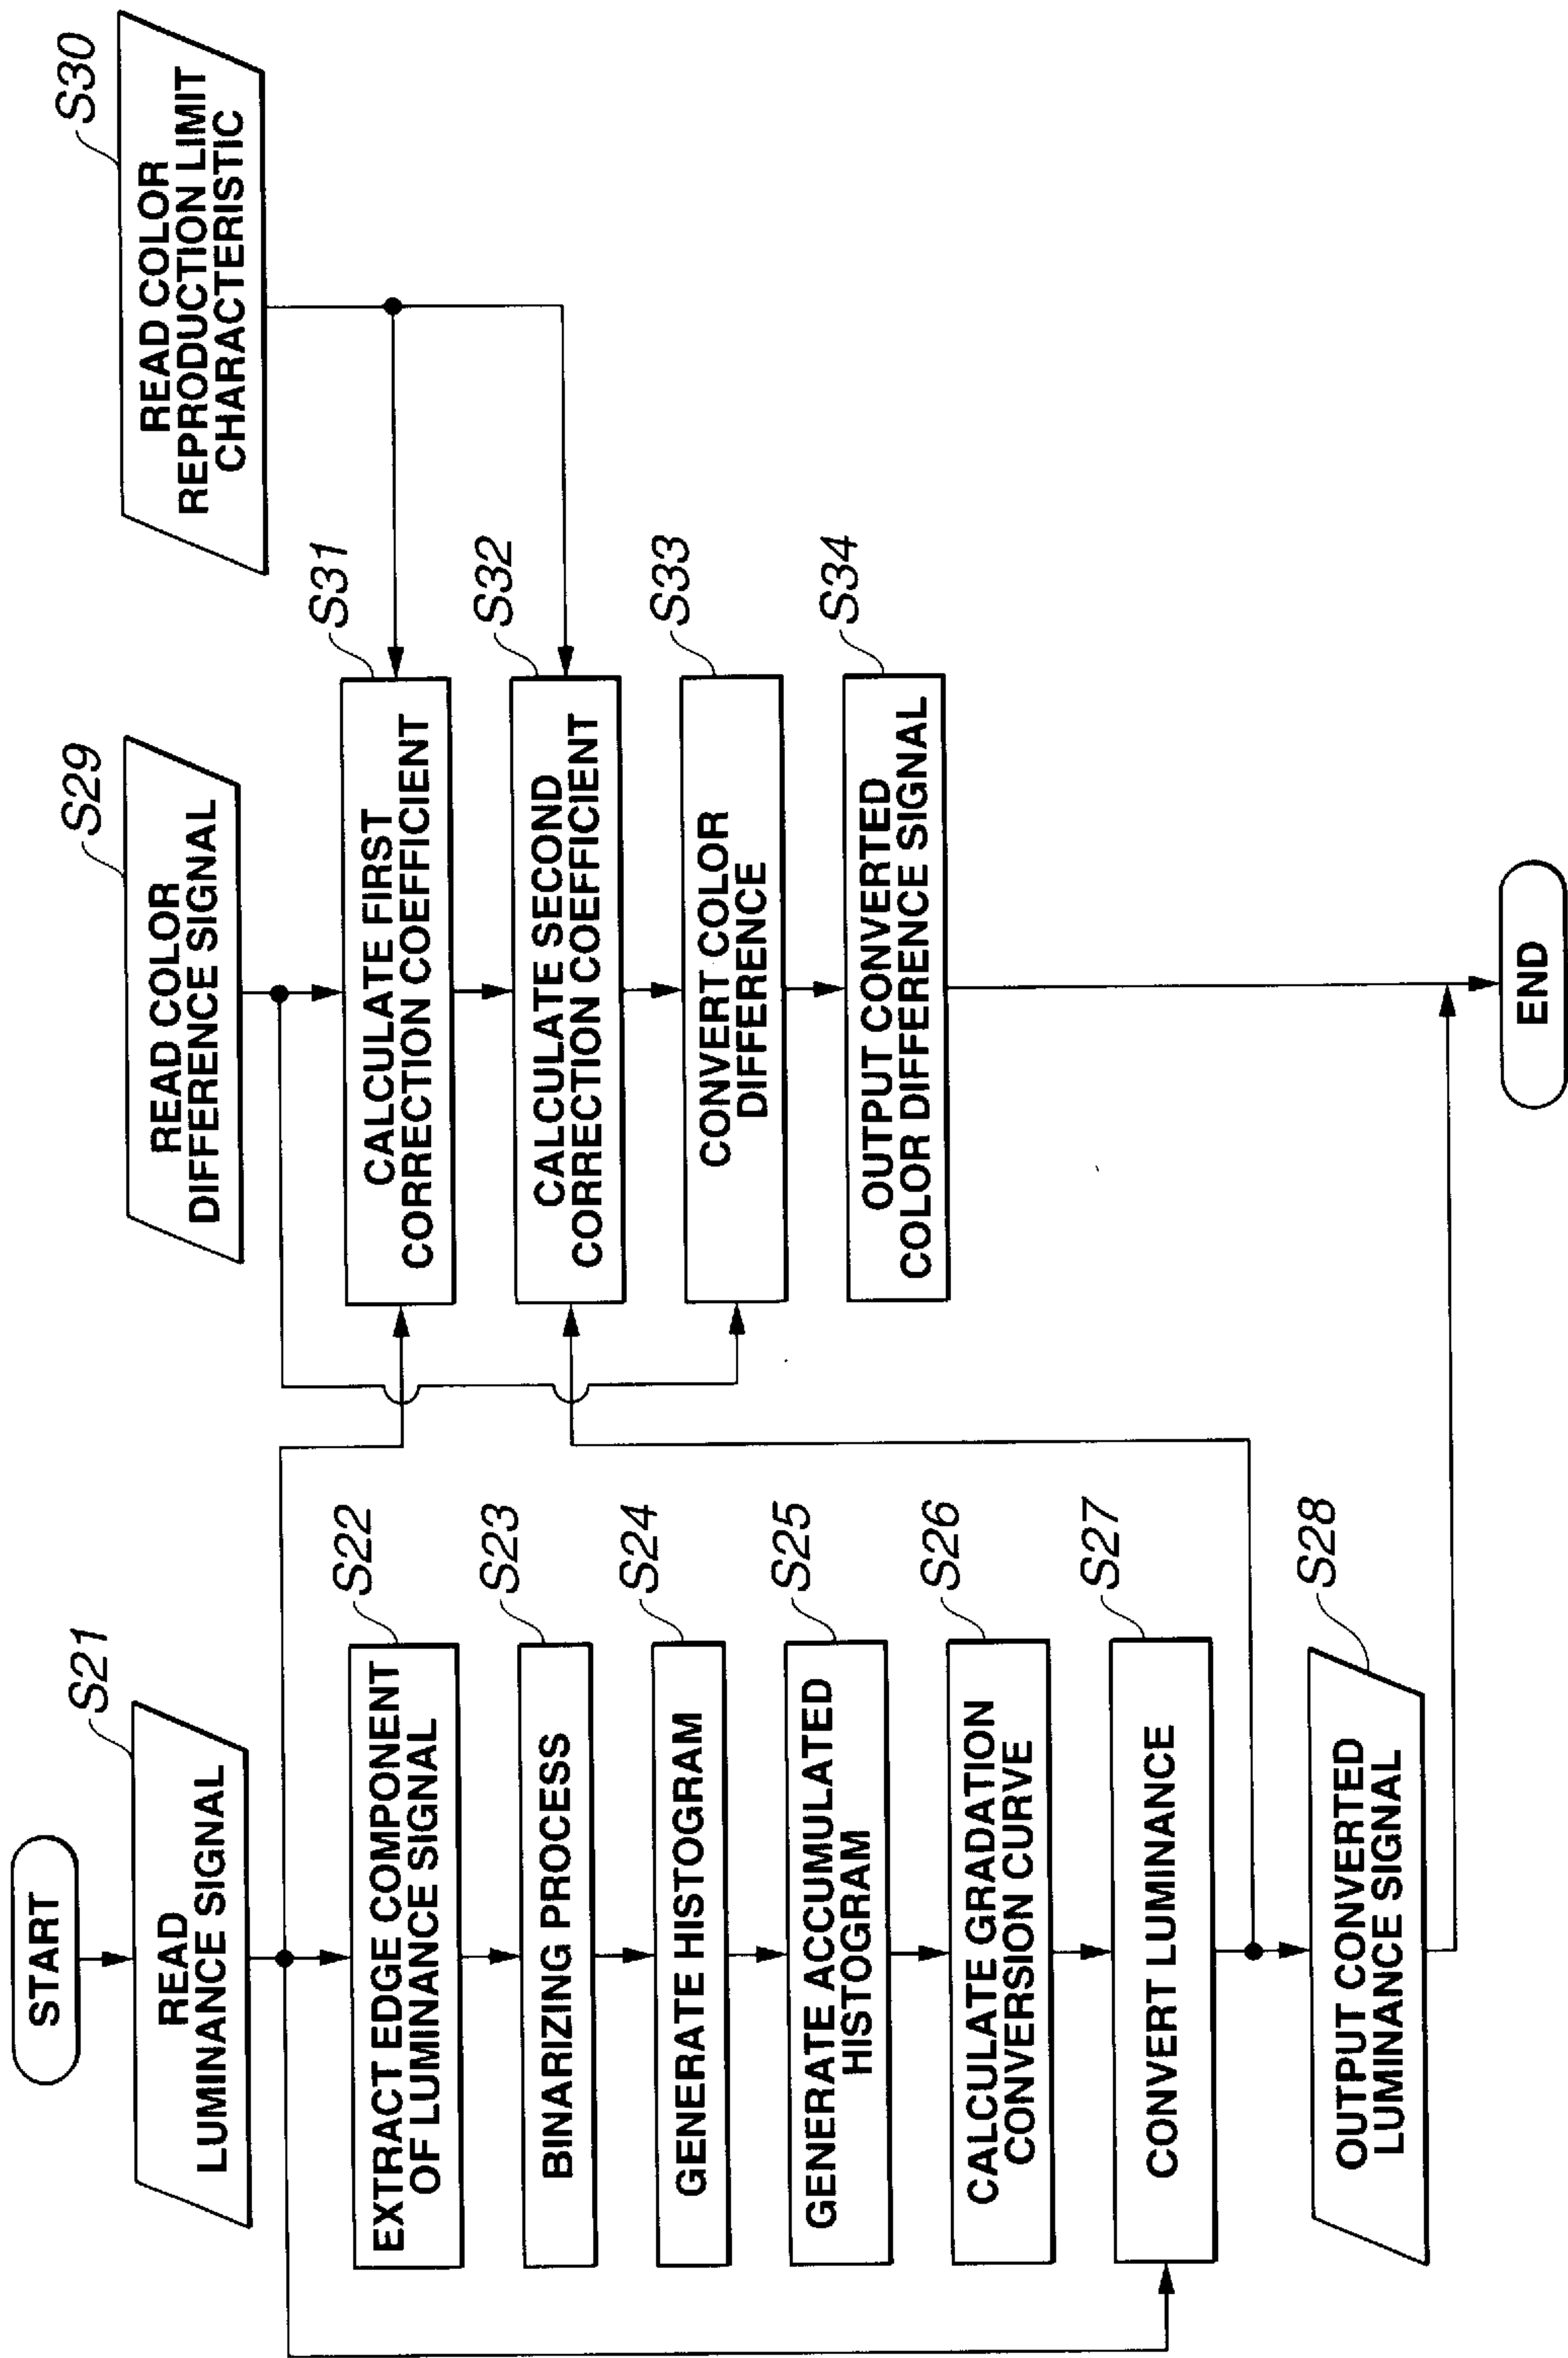 START
S21
READ
LUMINANCE SIGNAL
S22
EXTRACT EDGE COMPONENT
OF LUMINANCE SIGNAL
S23
BINARIZING PROCESS
S24
GENERATE HISTOGRAM
S25
GENERATE ACCUMULATED
HISTOGRAM
S26
CALCULATE GRADATION
CONVERSION CURVE
S27
CONVERT LUMINANCE
S28
OUTPUT CONVERTED
LUMINANCE SIGNAL
S29
READ COLOR
DIFFERENCE SIGNAL
S30
READ COLOR
REPRODUCTION LIMIT
CHARACTERISTIC
S31
CALCULATE FIRST
CORRECTION COEFFICIENT
S32
CALCULATE SECOND
CORRECTION COEFFICIENT
S33
CONVERT COLOR
DIFFERENCE
S34
OUTPUT CONVERTED
COLOR DIFFERENCE SIGNAL
END